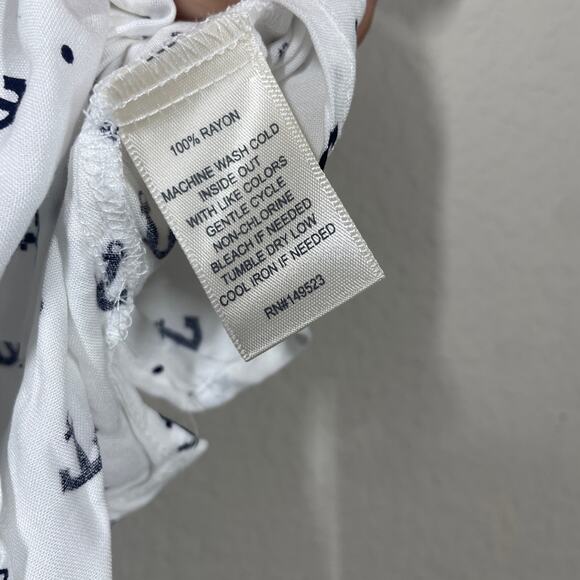 100% RAYON
MACHINE WASH COLD
INSIDE OUT
WITH LIKE COLORS
GENTLE CYCLE
NON-CHLORINE
BLEACH IF NEEDED
TUMBLE DRY LOW
COOL IRON IF NEEDED
RN#149523